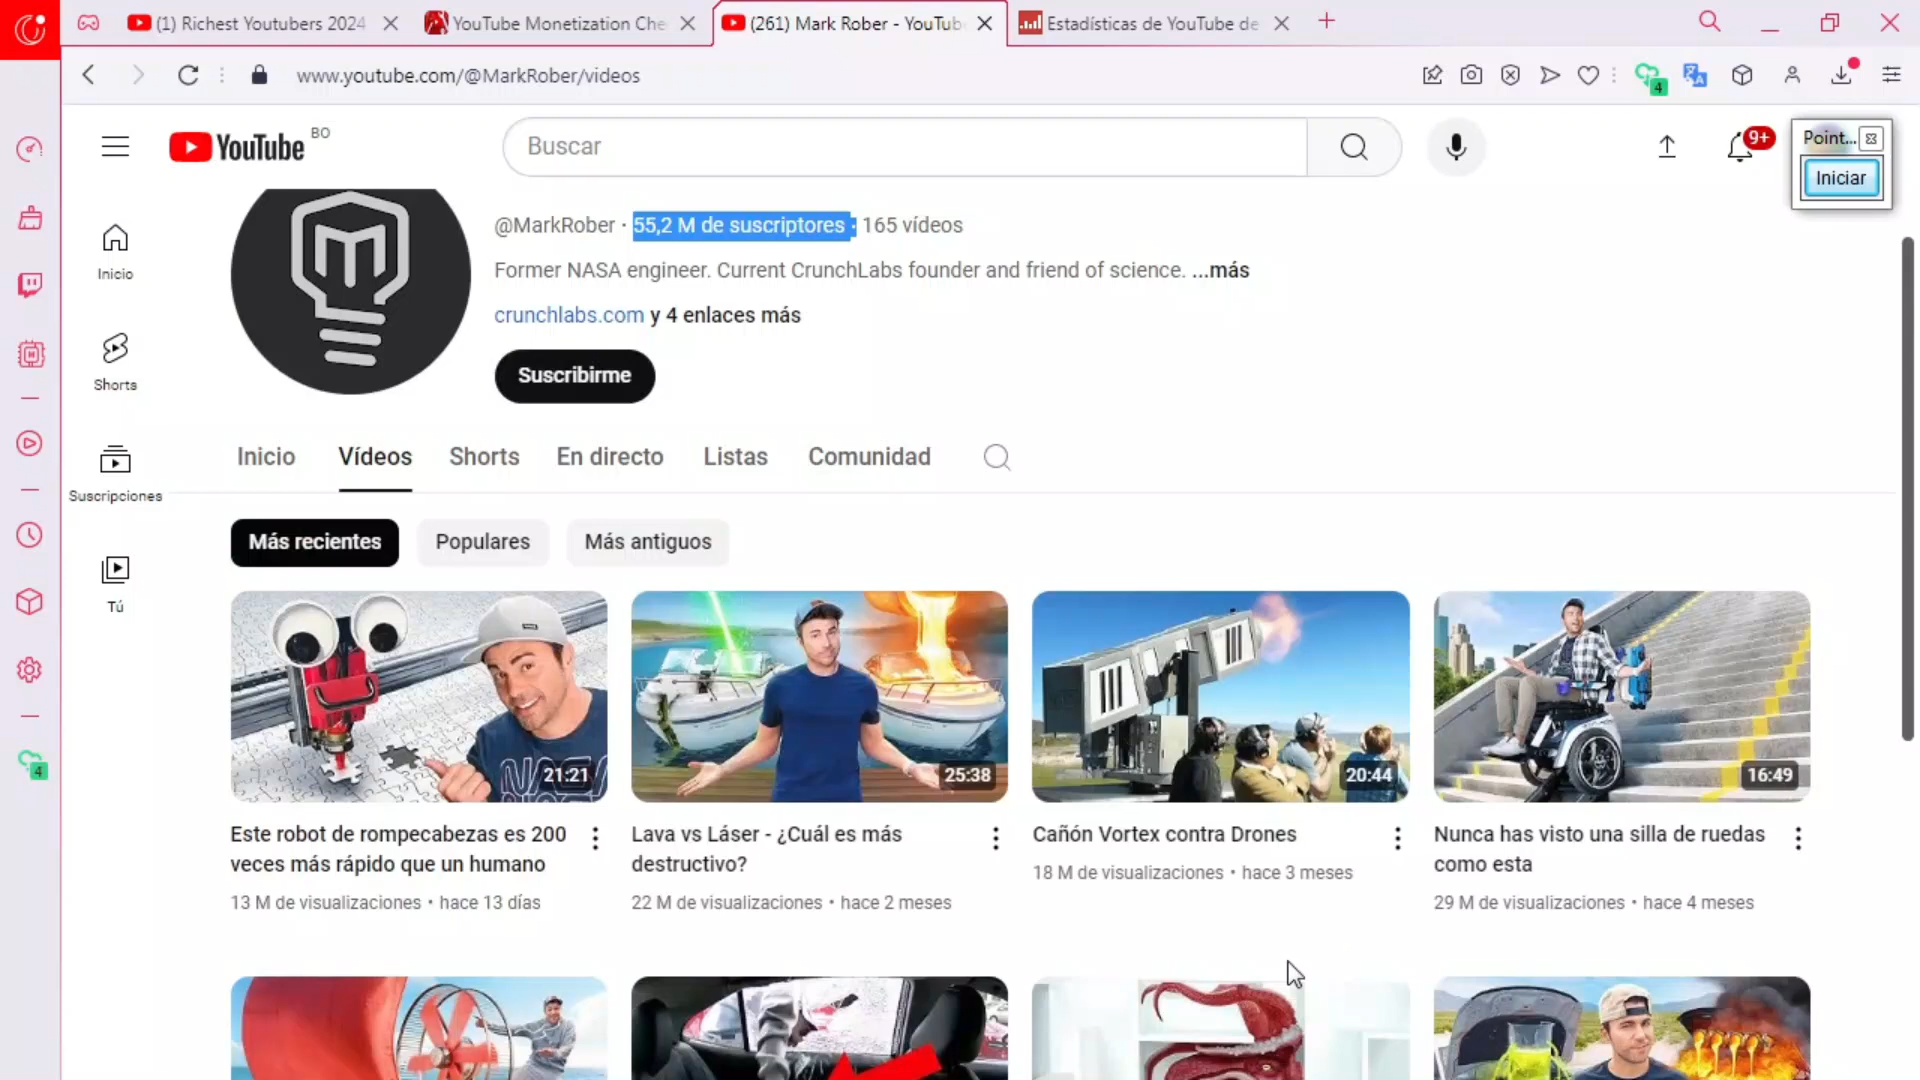 (1) Richest Youtubers 2024
YouTube Monetization Che
(261) Mark Rober - YouTub
Estadísticas de YouTube de
www.youtube.com/@MarkRober/videos
4
YouTube BO
Buscar
9+
Point...
Iniciar
Inicio
Shorts
Suscripciones
Tú
4
@MarkRober · 55,2 M de suscriptores · 165 vídeos
Former NASA engineer. Current CrunchLabs founder and friend of science. ...más
crunchlabs.com y 4 enlaces más
Suscribirme
Inicio Vídeos Shorts En directo Listas Comunidad
Más recientes Populares Más antiguos
21:21
25:38
20:44
16:49
Este robot de rompecabezas es 200
veces más rápido que un humano
13 M de visualizaciones • hace 13 días
Lava vs Láser - ¿Cuál es más
destructivo?
22 M de visualizaciones • hace 2 meses
Cañón Vortex contra Drones
18 M de visualizaciones • hace 3 meses
Nunca has visto una silla de ruedas
como esta
29 M de visualizaciones • hace 4 meses